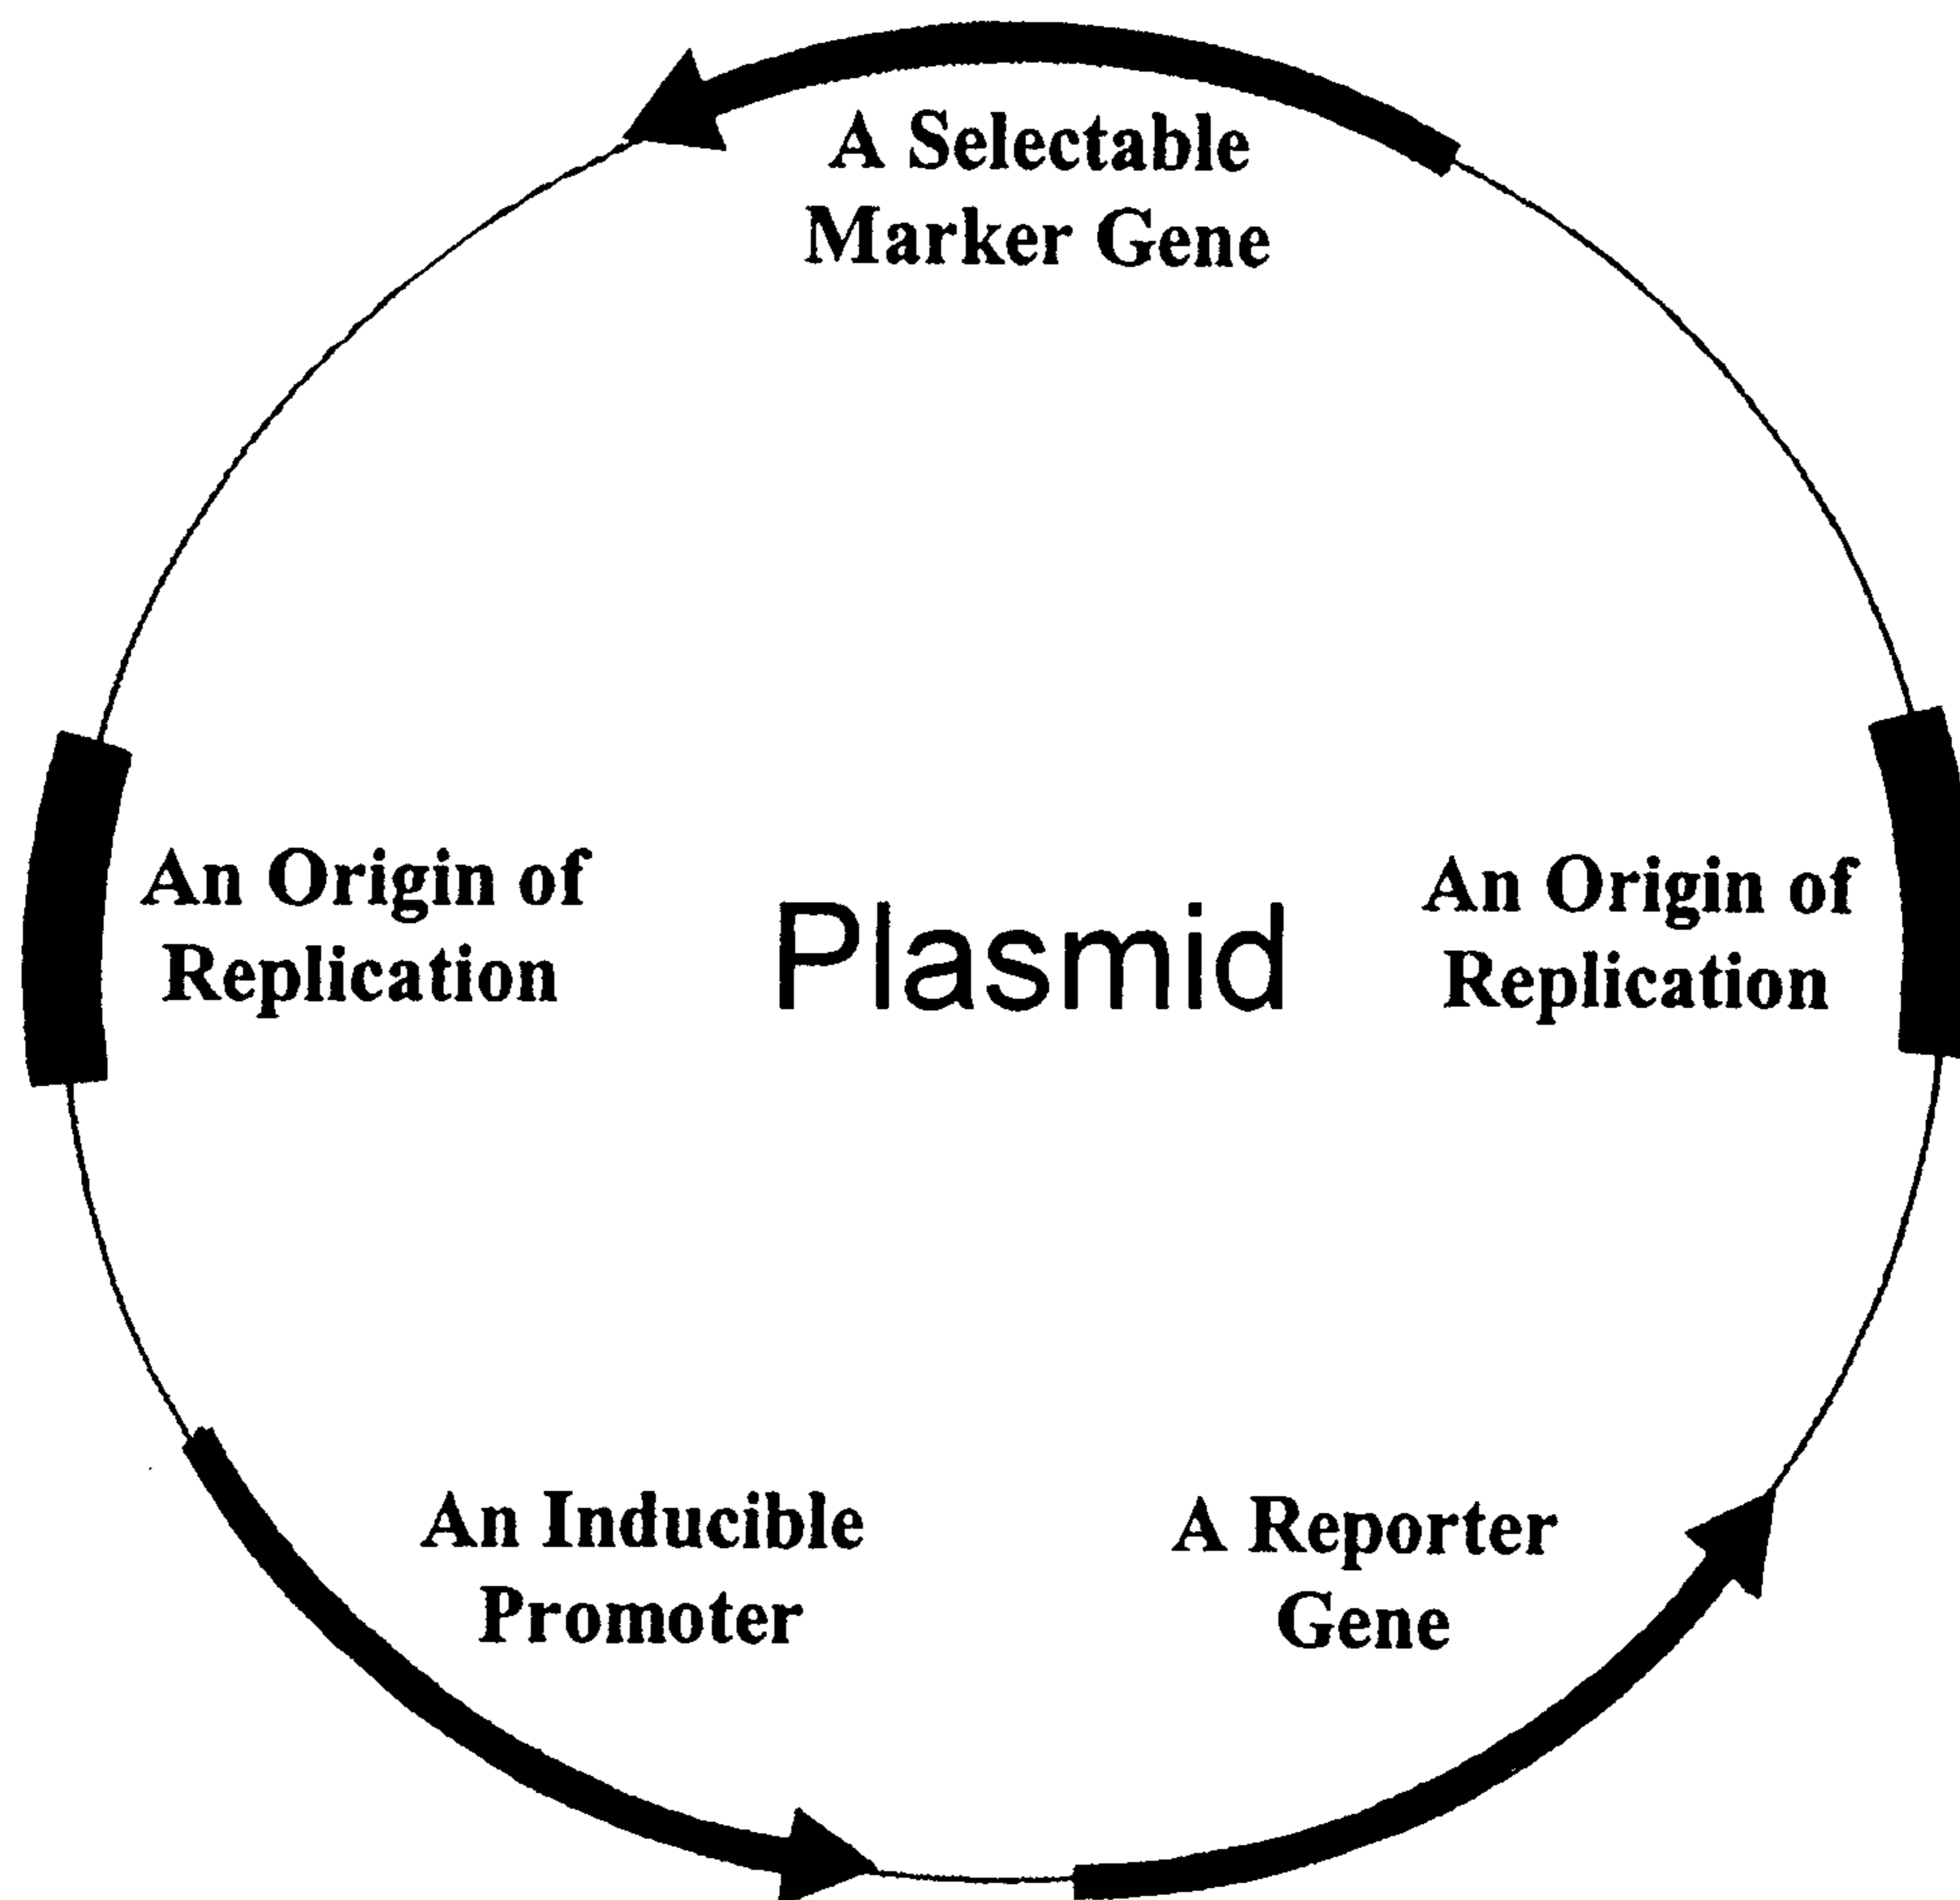 A Selectable
Marker Gene
An Origin of
Replication
Plasmid
An Origin of
Replication
An Inducible
Promoter
A Reporter
Gene